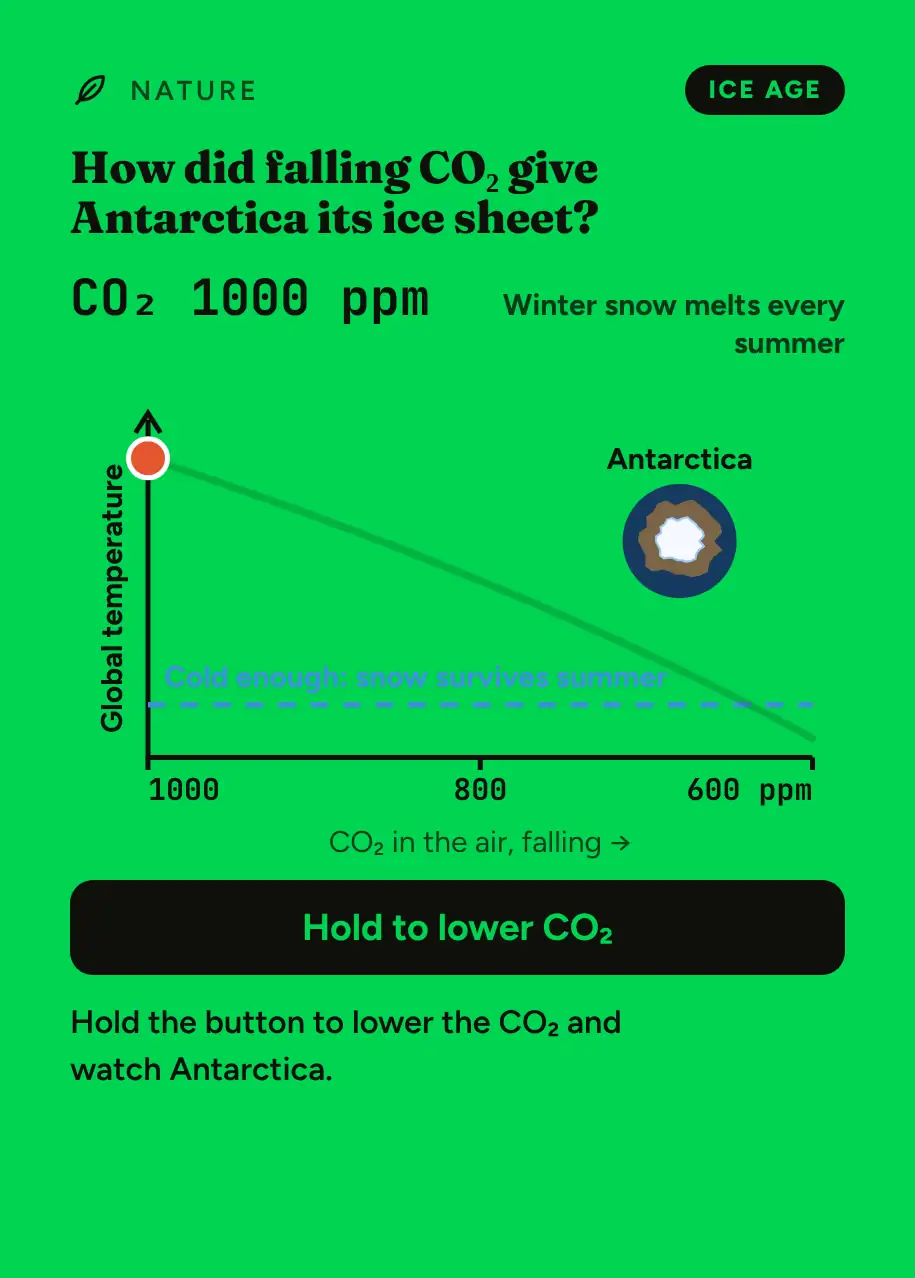 NATURE
ICE AGE
How did falling CO₂ give
Antarctica its ice sheet?
CO₂ 1000 ppm
Winter snow melts every
summer
Antarctica
Global temperature
Cold enough: snow survives summer
1000
800
600 ppm
CO₂ in the air, falling →
Hold to lower CO₂
Hold the button to lower the CO₂ and
watch Antarctica.